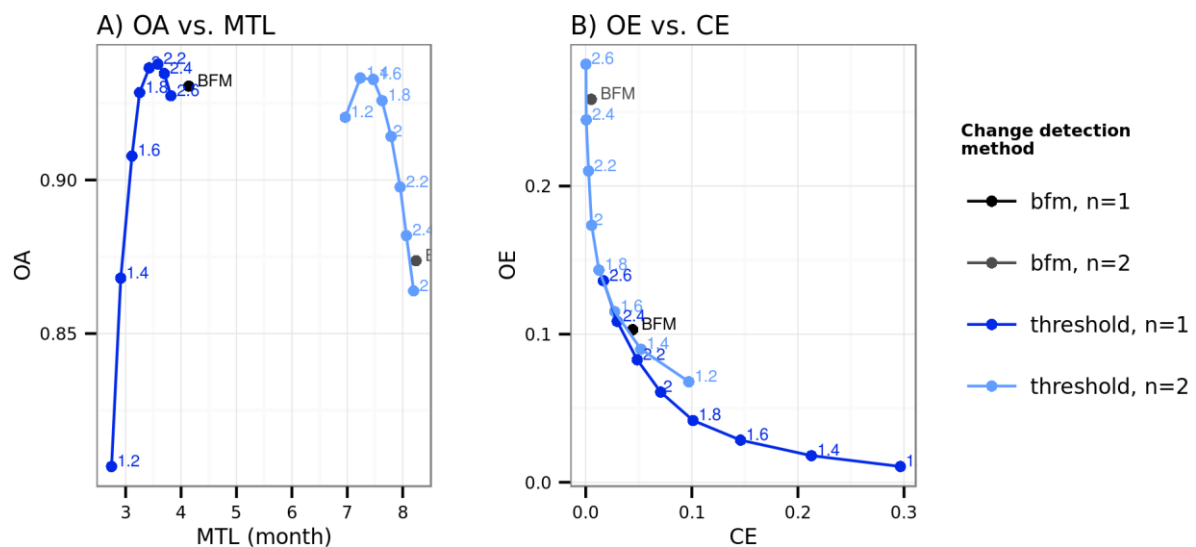 A) OA vs. MTL
B) OE vs. CE
OA
0.90
0.85
2.2
2.4
2.6
BFM
1.8
1.6
1.4
1.2
1.2
1.4
1.6
1.8
2
2.2
2.4
B
2
3
4
5
6
7
8
MTL (month)
OE
0.2
0.1
0.0
2.6
BFM
2.4
2.2
2
1.8
2.6
1.6
2.4
BFM
1.4
2.2
1.2
2
1.8
1.6
1.4
1
0.0
0.1
0.2
0.3
CE
Change detection
method
bfm, n=1
bfm, n=2
threshold, n=1
threshold, n=2